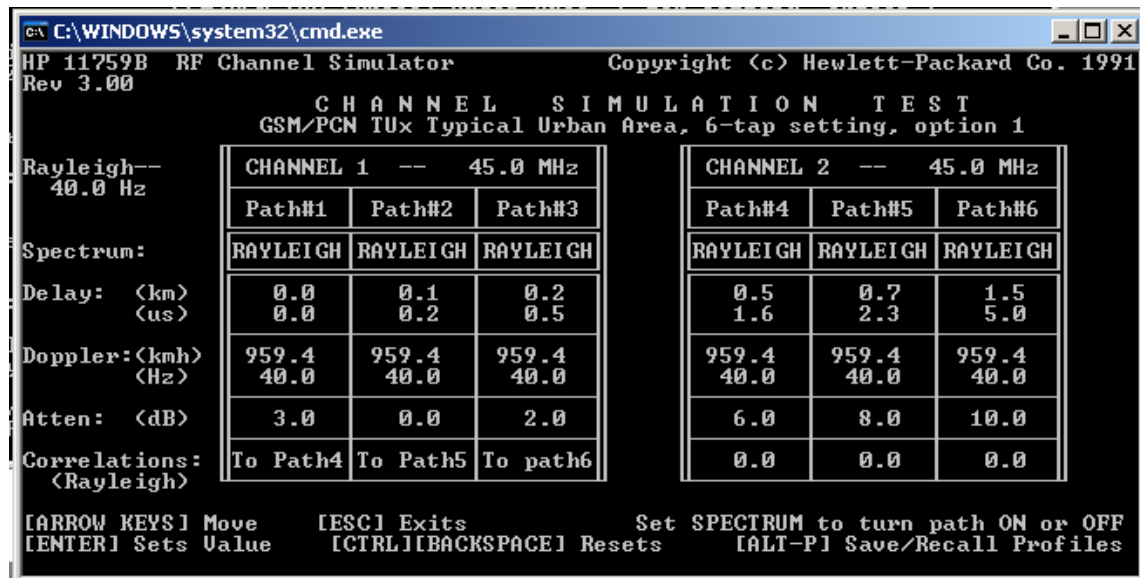 C:\WINDOWS\system32\cmd.exe
HP 11759B RF Channel Simulator Copyright (c) Hewlett-Packard Co. 1991
Rev 3.00
C H A N N E L S I M U L A T I O N T E S T
GSM/PCN TUx Typical Urban Area, 6-tap setting, option 1
Rayleigh-- CHANNEL 1 -- 45.0 MHz CHANNEL 2 -- 45.0 MHz
40.0 Hz
Path#1 Path#2 Path#3 Path#4 Path#5 Path#6
Spectrum: RAYLEIGH RAYLEIGH RAYLEIGH RAYLEIGH RAYLEIGH RAYLEIGH
Delay: (km) 0.0 0.1 0.2 0.5 0.7 1.5
(us) 0.0 0.2 0.5 1.6 2.3 5.0
Doppler:(kmh) 959.4 959.4 959.4 959.4 959.4 959.4
(Hz) 40.0 40.0 40.0 40.0 40.0 40.0
Atten: (dB) 3.0 0.0 2.0 6.0 8.0 10.0
Correlations: To Path4 To Path5 To path6 0.0 0.0 0.0
(Rayleigh)
[ARROW KEYS] Move [ESC] Exits Set SPECTRUM to turn path ON or OFF
[ENTER] Sets Value [CTRL][BACKSPACE] Resets [ALT-P] Save/Recall Profiles